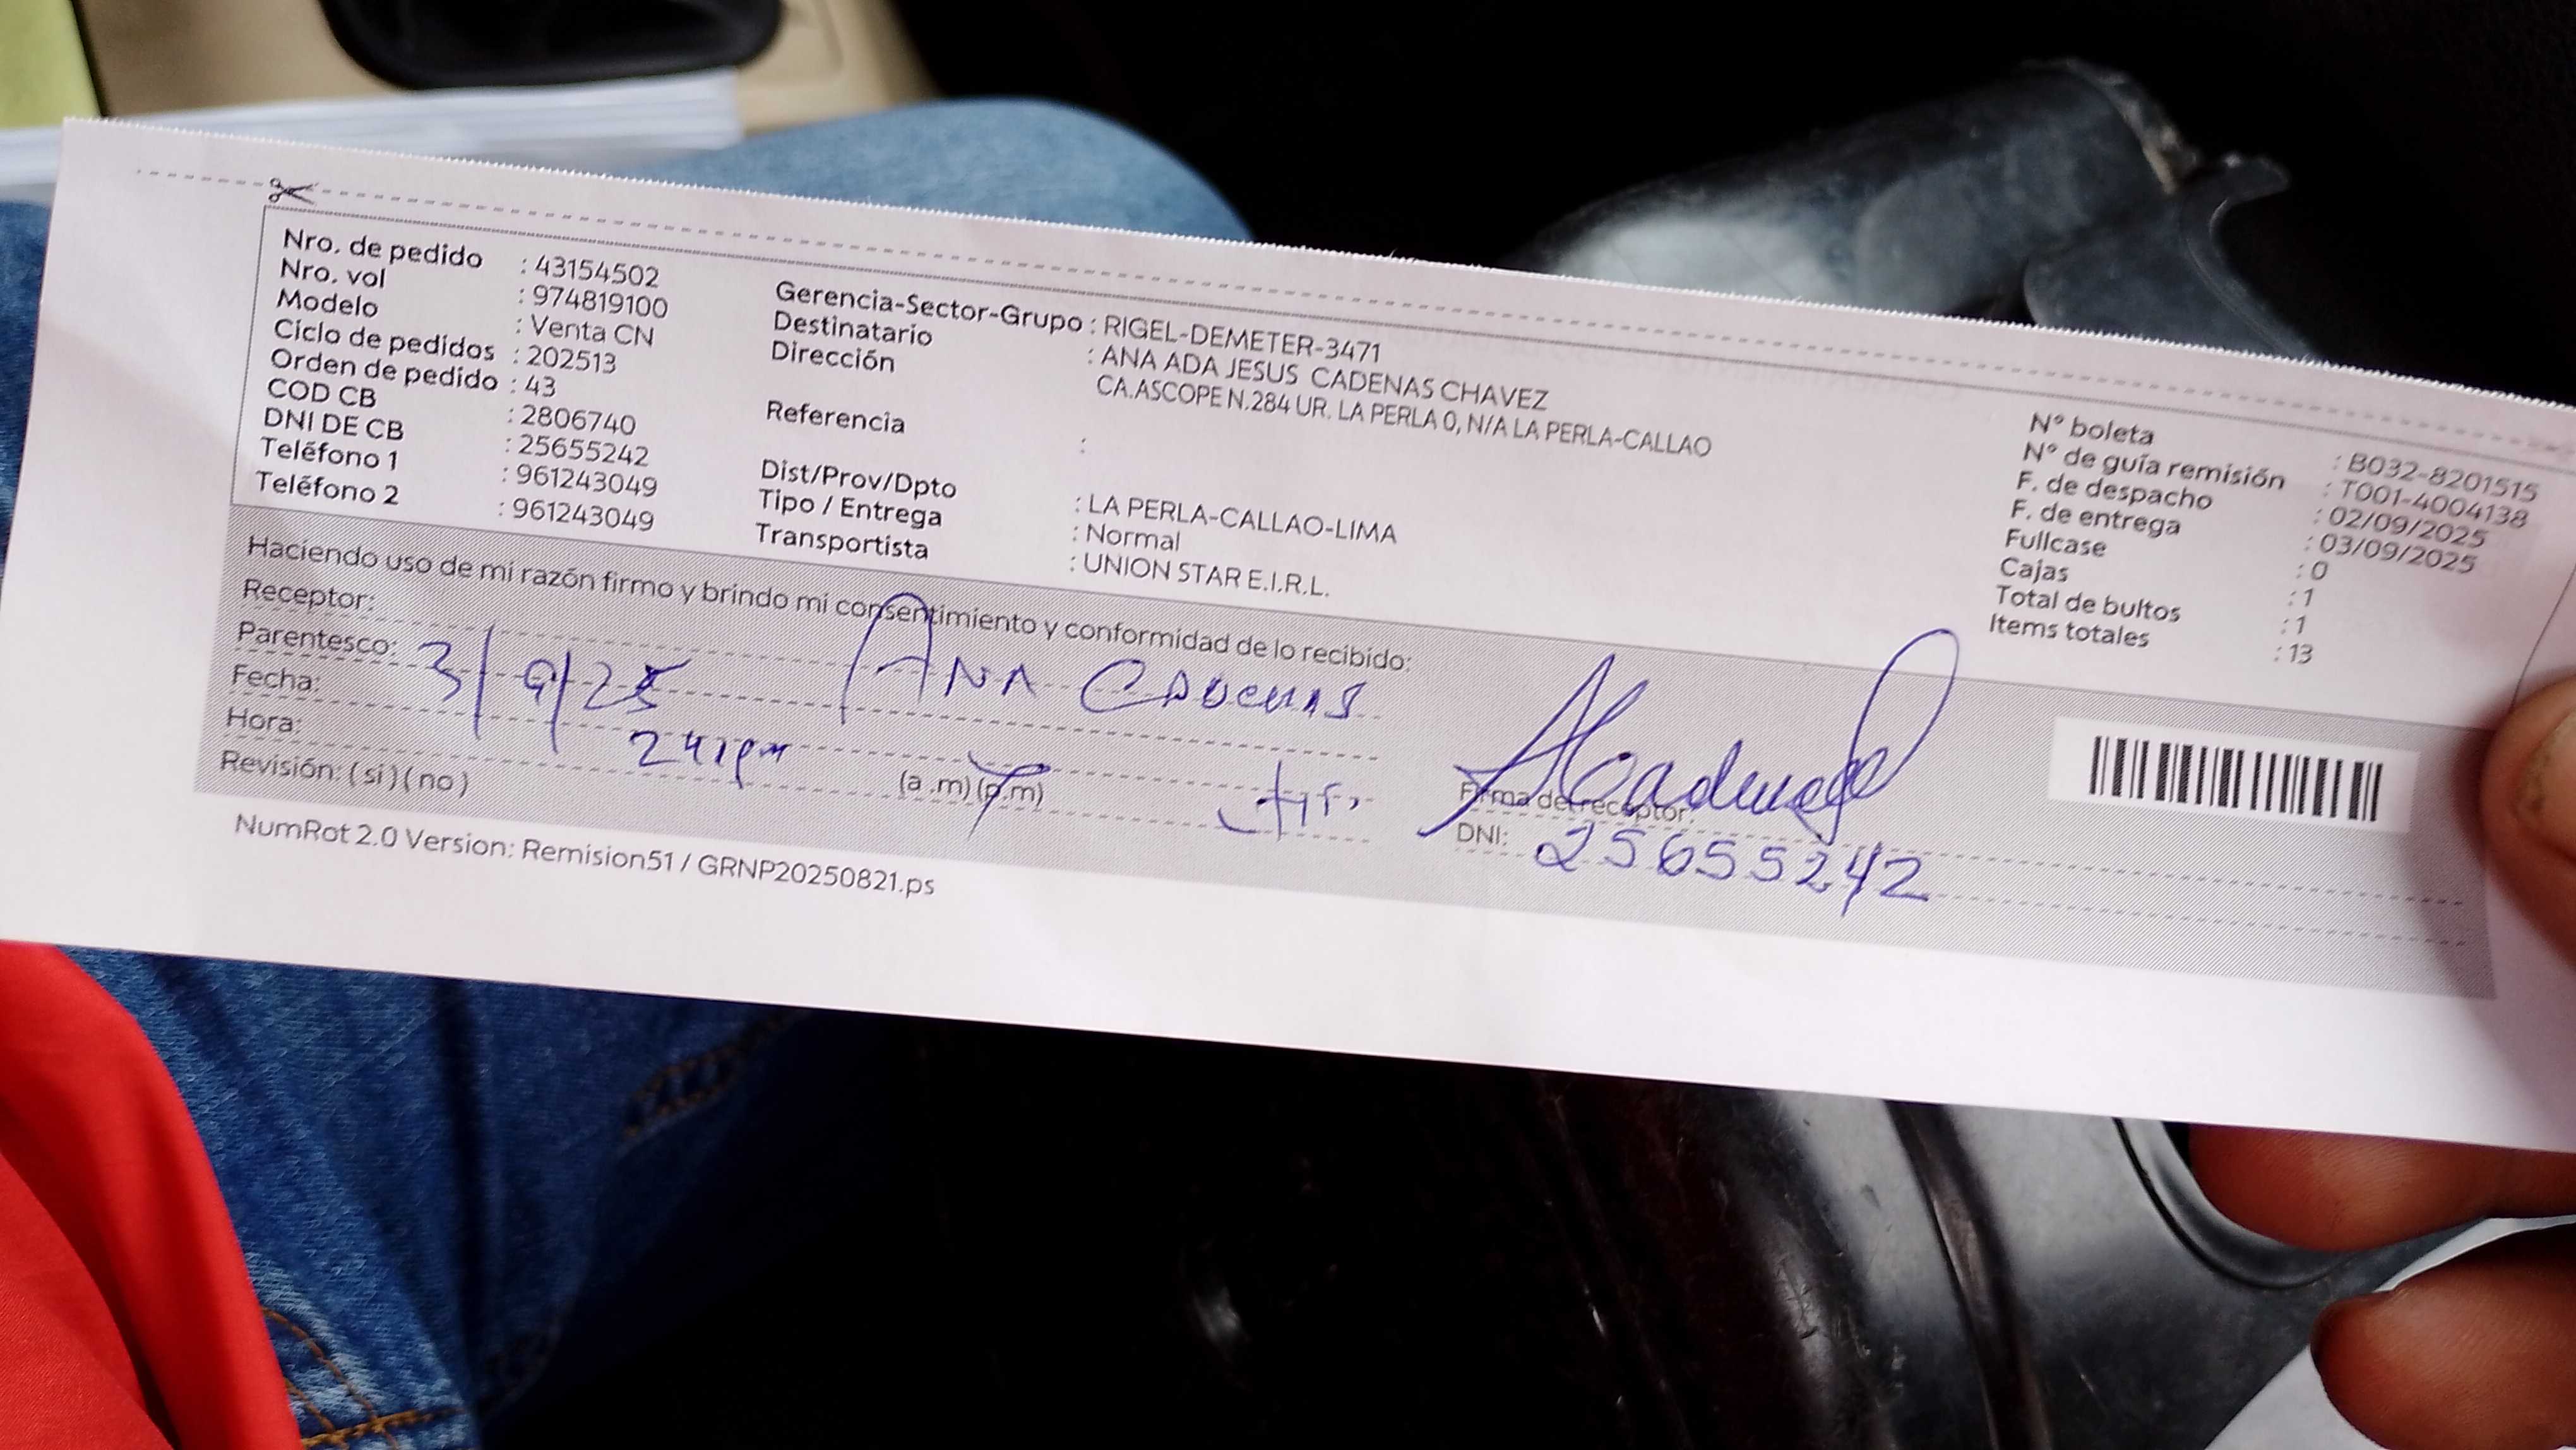 Nro. de pedido : 43154502
Nro. vol : 974819100
Modelo : Venta CN
Ciclo de pedidos : 202513
Orden de pedido : 43
COD CB : 2806740
DNI DE CB : 25655242
Teléfono 1 : 961243049
Teléfono 2 : 961243049
Gerencia-Sector-Grupo : RIGEL-DEMETER-3471
Destinatario : ANA ADA JESUS CADENAS CHAVEZ
Dirección CA.ASCOPE N.284 UR. LA PERLA 0, N/A LA PERLA-CALLAO
Referencia :
Dist/Prov/Dpto : LA PERLA-CALLAO-LIMA
Tipo / Entrega : Normal
Transportista : UNION STAR E.I.R.L.
N° boleta : B032-8201515
N° de guía remisión : T001-4004138
F. de despacho : 02/09/2025
F. de entrega : 03/09/2025
Fullcase : 0
Cajas : 1
Total de bultos : 1
Items totales : 13
Haciendo uso de mi razón firmo y brindo mi consentimiento y conformidad de lo recibido:
Receptor: ANA CADENAS
Parentesco:
Fecha: 3/9/25
Hora: 241pm (a .m) (p.m)
Revisión: ( si ) ( no )
Firma del receptor:
DNI: 25655242
NumRot 2.0 Version: Remision51 / GRNP20250821.ps